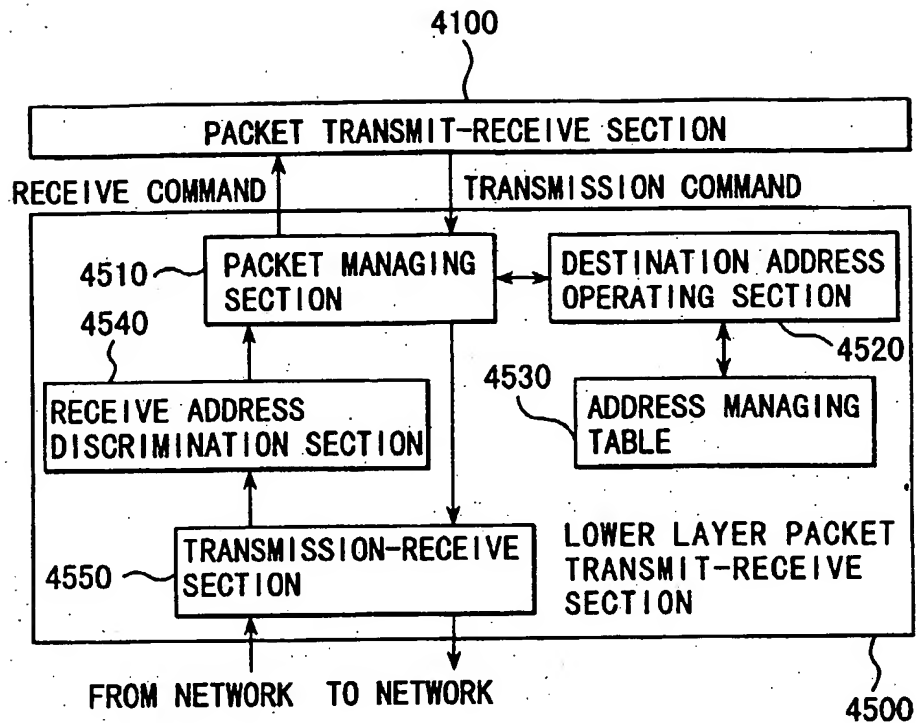 4100
PACKET TRANSMIT-RECEIVE SECTION
RECEIVE COMMAND
TRANSMISSION COMMAND
4510
PACKET MANAGING
SECTION
DESTINATION ADDRESS
OPERATING SECTION
4520
4540
RECEIVE ADDRESS
DISCRIMINATION SECTION
4530
ADDRESS MANAGING
TABLE
4550
TRANSMISSION-RECEIVE
SECTION
LOWER LAYER PACKET
TRANSMIT-RECEIVE
SECTION
FROM NETWORK
TO NETWORK
4500